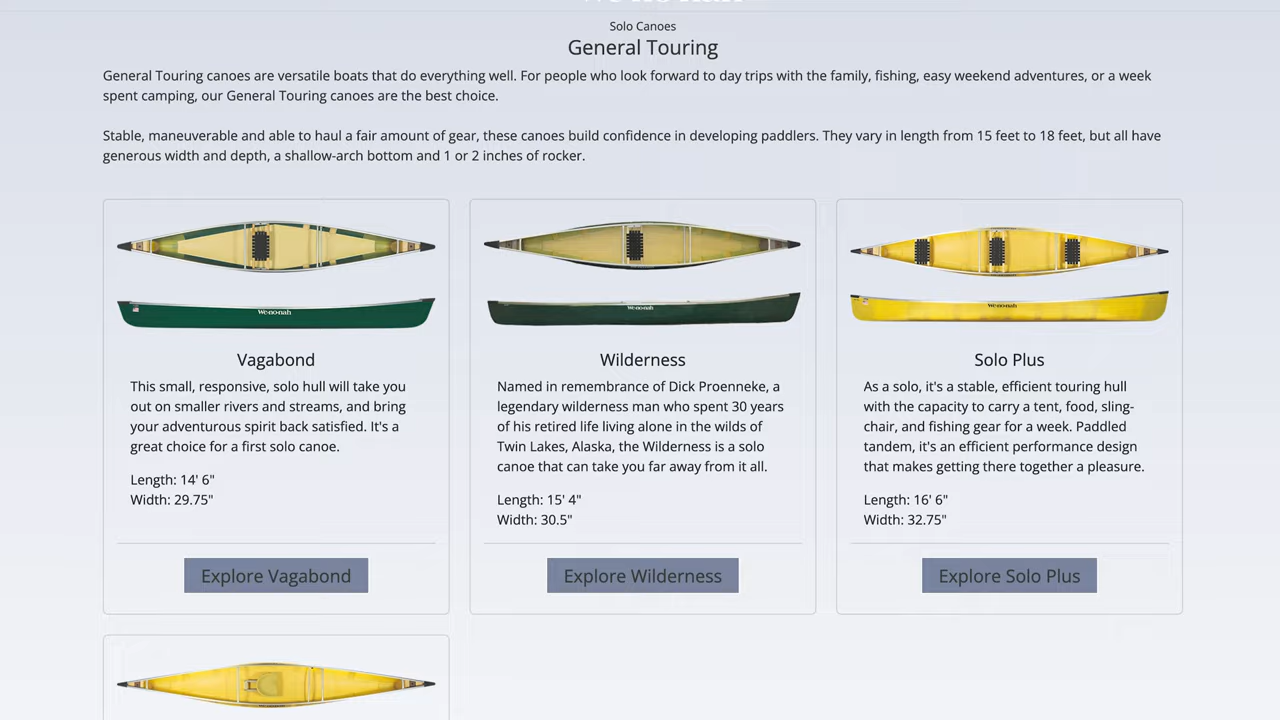 Solo Canoes
General Touring
General Touring canoes are versatile boats that do everything well. For people who look forward to day trips with the family, fishing, easy weekend adventures, or a week
spent camping, our General Touring canoes are the best choice.
Stable, maneuverable and able to haul a fair amount of gear, these canoes build confidence in developing paddlers. They vary in length from 15 feet to 18 feet, but all have
generous width and depth, a shallow-arch bottom and 1 or 2 inches of rocker.
We·no·nah
Vagabond
This small, responsive, solo hull will take you
out on smaller rivers and streams, and bring
your adventurous spirit back satisfied. It's a
great choice for a first solo canoe.
Length: 14' 6"
Width: 29.75"
Explore Vagabond
We·no·nah
Wilderness
Named in remembrance of Dick Proenneke, a
legendary wilderness man who spent 30 years
of his retired life living alone in the wilds of
Twin Lakes, Alaska, the Wilderness is a solo
canoe that can take you far away from it all.
Length: 15' 4"
Width: 30.5"
Explore Wilderness
We·no·nah
Solo Plus
As a solo, it's a stable, efficient touring hull
with the capacity to carry a tent, food, sling-
chair, and fishing gear for a week. Paddled
tandem, it's an efficient performance design
that makes getting there together a pleasure.
Length: 16' 6"
Width: 32.75"
Explore Solo Plus